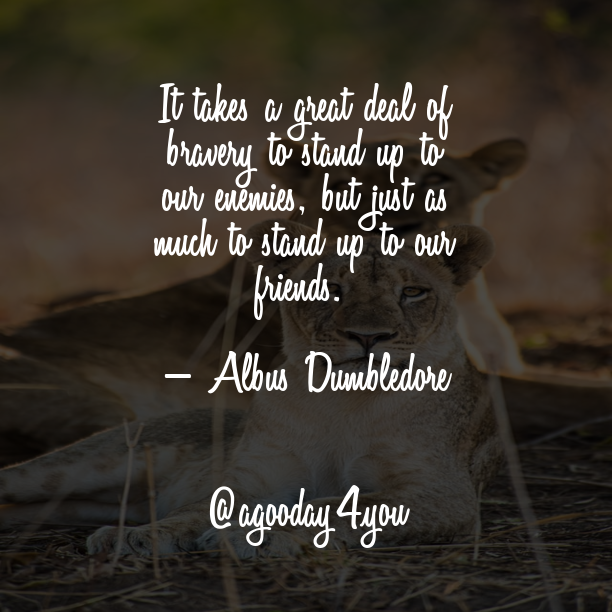 It takes a great deal of
bravery to stand up to
our enemies, but just as
much to stand up to our
friends.
— Albus Dumbledore
@agooday4you